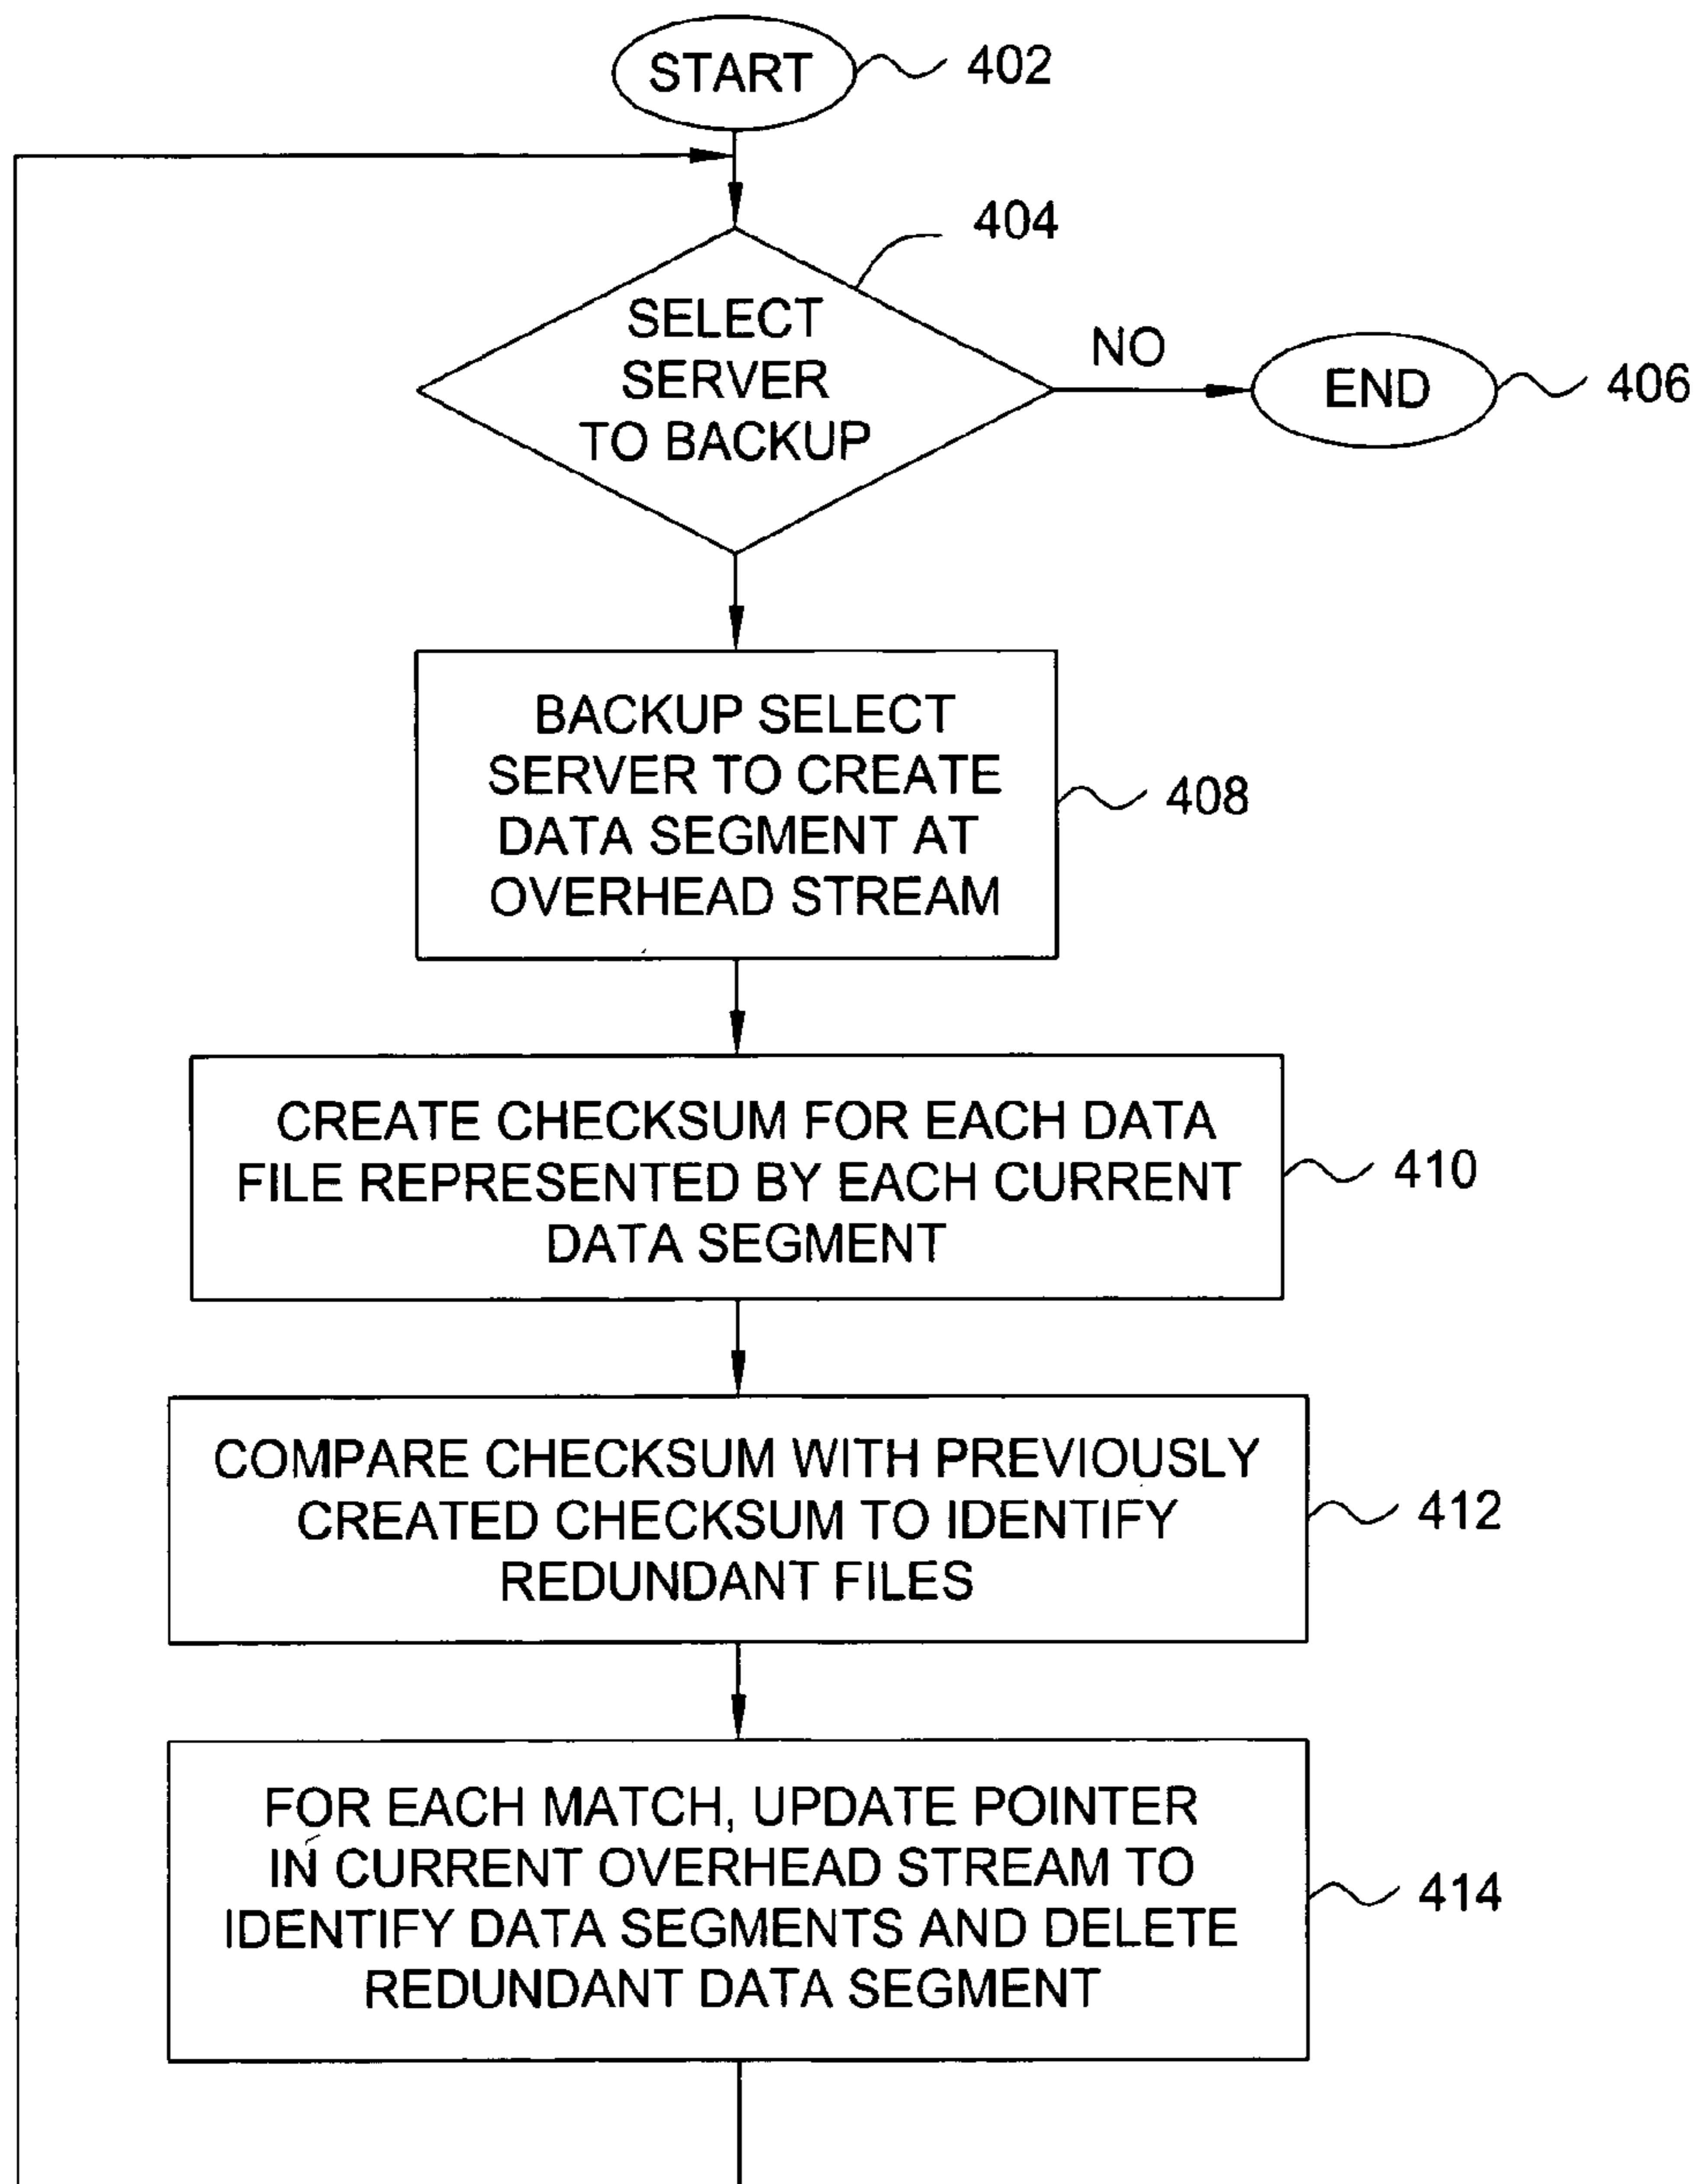 START
402
404
SELECT
SERVER
TO BACKUP
NO
END
406
BACKUP SELECT
SERVER TO CREATE
DATA SEGMENT AT
OVERHEAD STREAM
408
CREATE CHECKSUM FOR EACH DATA
FILE REPRESENTED BY EACH CURRENT
DATA SEGMENT
410
COMPARE CHECKSUM WITH PREVIOUSLY
CREATED CHECKSUM TO IDENTIFY
REDUNDANT FILES
412
FOR EACH MATCH, UPDATE POINTER
IN CURRENT OVERHEAD STREAM TO
IDENTIFY DATA SEGMENTS AND DELETE
REDUNDANT DATA SEGMENT
414